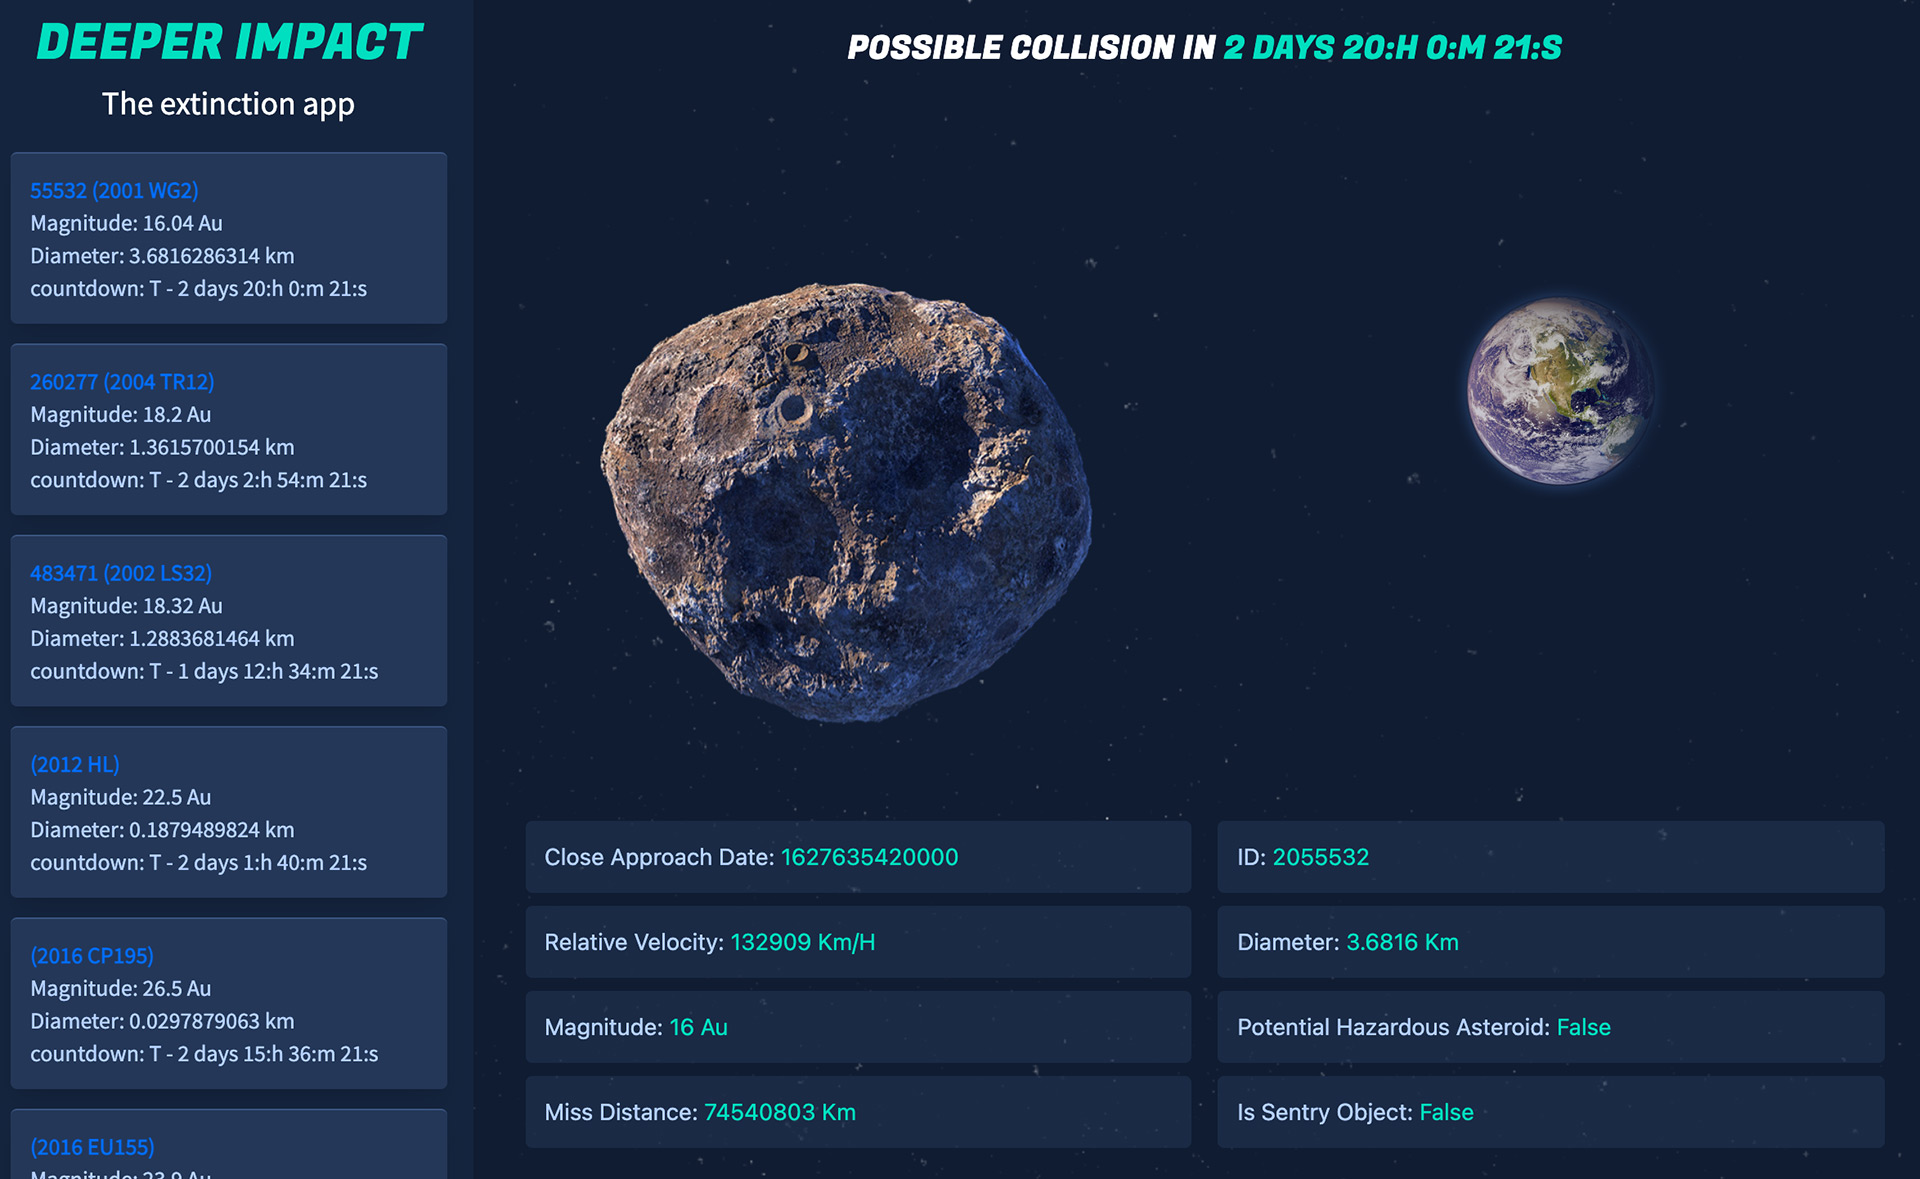 DEEPER IMPACT
The extinction app
55532 (2001 WG2)
Magnitude: 16.04 Au
Diameter: 3.6816286314 km
countdown: T - 2 days 20:h 0:m 21:s
260277 (2004 TR12)
Magnitude: 18.2 Au
Diameter: 1.3615700154 km
countdown: T - 2 days 2:h 54:m 21:s
483471 (2002 LS32)
Magnitude: 18.32 Au
Diameter: 1.2883681464 km
countdown: T - 1 days 12:h 34:m 21:s
(2012 HL)
Magnitude: 22.5 Au
Diameter: 0.1879489824 km
countdown: T - 2 days 1:h 40:m 21:s
(2016 CP195)
Magnitude: 26.5 Au
Diameter: 0.0297879063 km
countdown: T - 2 days 15:h 36:m 21:s
(2016 EU155)
Magnitude: 23.9 Au
POSSIBLE COLLISION IN 2 DAYS 20:H 0:M 21:S
Close Approach Date: 1627635420000
Relative Velocity: 132909 Km/H
Magnitude: 16 Au
Miss Distance: 74540803 Km
ID: 2055532
Diameter: 3.6816 Km
Potential Hazardous Asteroid: False
Is Sentry Object: False